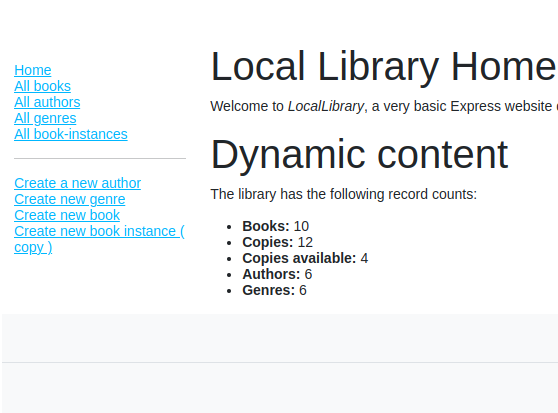 Home
All books
All authors
All genres
All book-instances
Create a new author
Create new genre
Create new book
Create new book instance (
copy )
Local Library Home
Welcome to LocalLibrary, a very basic Express website
Dynamic content
The library has the following record counts:
Books: 10
Copies: 12
Copies available: 4
Authors: 6
Genres: 6